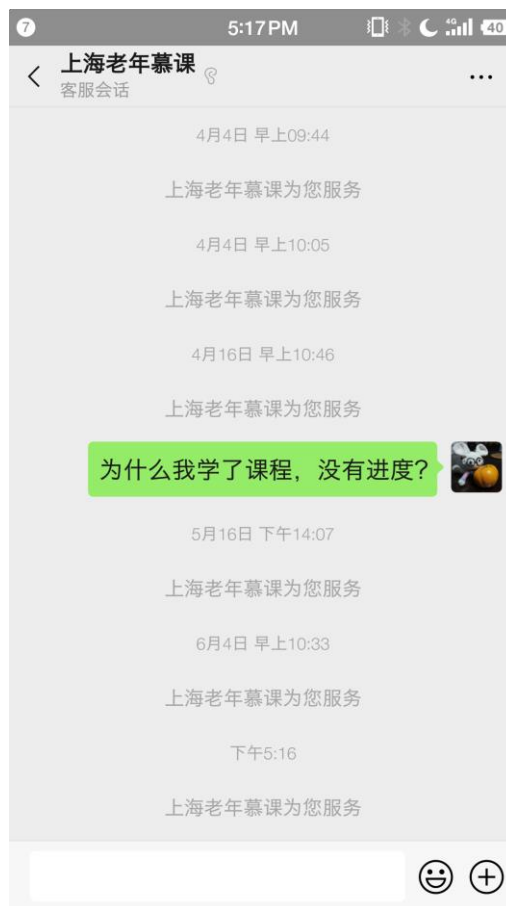 7
5:17 PM
4G
40
上海老年慕课
客服会话
4月4日 早上09:44
上海老年慕课为您服务
4月4日 早上10:05
上海老年慕课为您服务
4月16日 早上10:46
上海老年慕课为您服务
为什么我学了课程，没有进度？
5月16日 下午14:07
上海老年慕课为您服务
6月4日 早上10:33
上海老年慕课为您服务
下午5:16
上海老年慕课为您服务